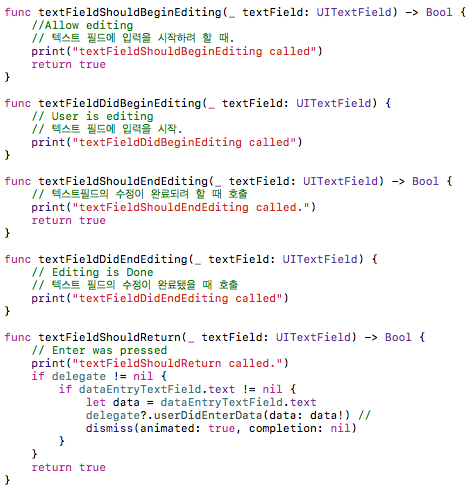 func textFieldShouldBeginEditing(_ textField: UITextField) -> Bool {
    //Allow editing
    // 텍스트 필드에 입력을 시작하려 할 때.
    print("textFieldShouldBeginEditing called")
    return true
}

func textFieldDidBeginEditing(_ textField: UITextField) {
    // User is editing
    // 텍스트 필드에 입력을 시작.
    print("textFieldDidBeginEditing called")
}

func textFieldShouldEndEditing(_ textField: UITextField) -> Bool {
    // 텍스트필드의 수정이 완료되려 할 때 호출
    print("textFieldShouldEndEditing called.")
    return true
}

func textFieldDidEndEditing(_ textField: UITextField) {
    // Editing is Done
    // 텍스트 필드의 수정이 완료됐을 때 호출
    print("textFieldDidEndEditing called")
}

func textFieldShouldReturn(_ textField: UITextField) -> Bool {
    // Enter was pressed
    print("textFieldShouldReturn called.")
    if delegate != nil {
        if dataEntryTextField.text != nil {
            let data = dataEntryTextField.text
            delegate?.userDidEnterData(data: data!) //
            dismiss(animated: true, completion: nil)
        }
    }
    return true
}